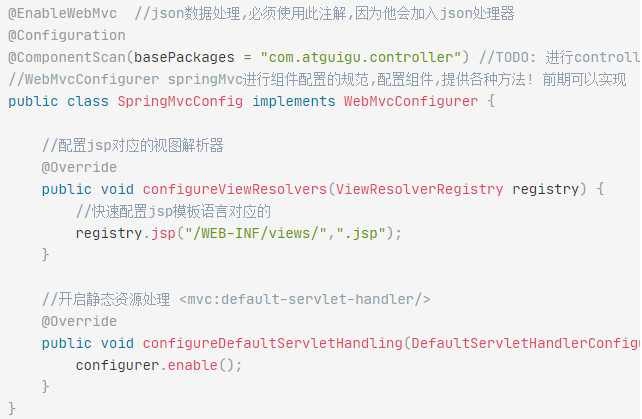 @EnableWebMvc  //json数据处理,必须使用此注解,因为他会加入json处理器
@Configuration
@ComponentScan(basePackages = "com.atguigu.controller") //TODO: 进行controll
//WebMvcConfigurer springMvc进行组件配置的规范,配置组件,提供各种方法! 前期可以实现
public class SpringMvcConfig implements WebMvcConfigurer {
//配置jsp对应的视图解析器
@Override
public void configureViewResolvers(ViewResolverRegistry registry) {
//快速配置jsp模板语言对应的
registry.jsp("/WEB-INF/views/",".jsp");
}
//开启静态资源处理 <mvc:default-servlet-handler/>
@Override
public void configureDefaultServletHandling(DefaultServletHandlerConfigu
configurer.enable();
}
}